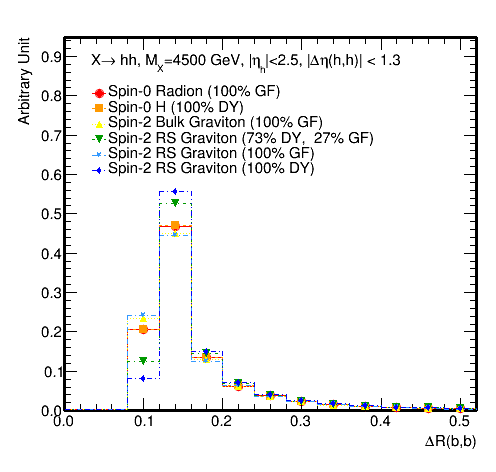 X→ hh, M_X=4500 GeV, |η_h|<2.5, |Δη(h,h)| < 1.3
Spin-0 Radion (100% GF)
Spin-0 H (100% DY)
Spin-2 Bulk Graviton (100% GF)
Spin-2 RS Graviton (73% DY, 27% GF)
Spin-2 RS Graviton (100% GF)
Spin-2 RS Graviton (100% DY)
Arbitrary Unit
0.9
0.8
0.7
0.6
0.5
0.4
0.3
0.2
0.1
0.0
0.0 0.1 0.2 0.3 0.4 0.5
ΔR(b,b)